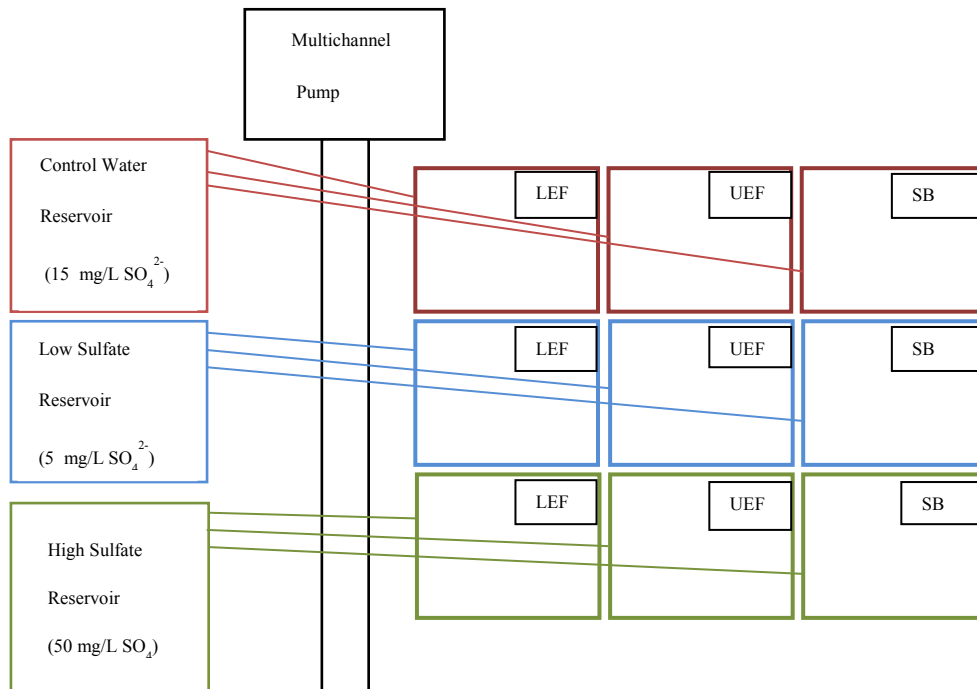 Multichannel
Pump
Control Water
Reservoir
(15 mg/L SO₄²⁻)
LEF
UEF
SB
Low Sulfate
Reservoir
(5 mg/L SO₄²⁻)
LEF
UEF
SB
High Sulfate
Reservoir
(50 mg/L SO₄)
LEF
UEF
SB